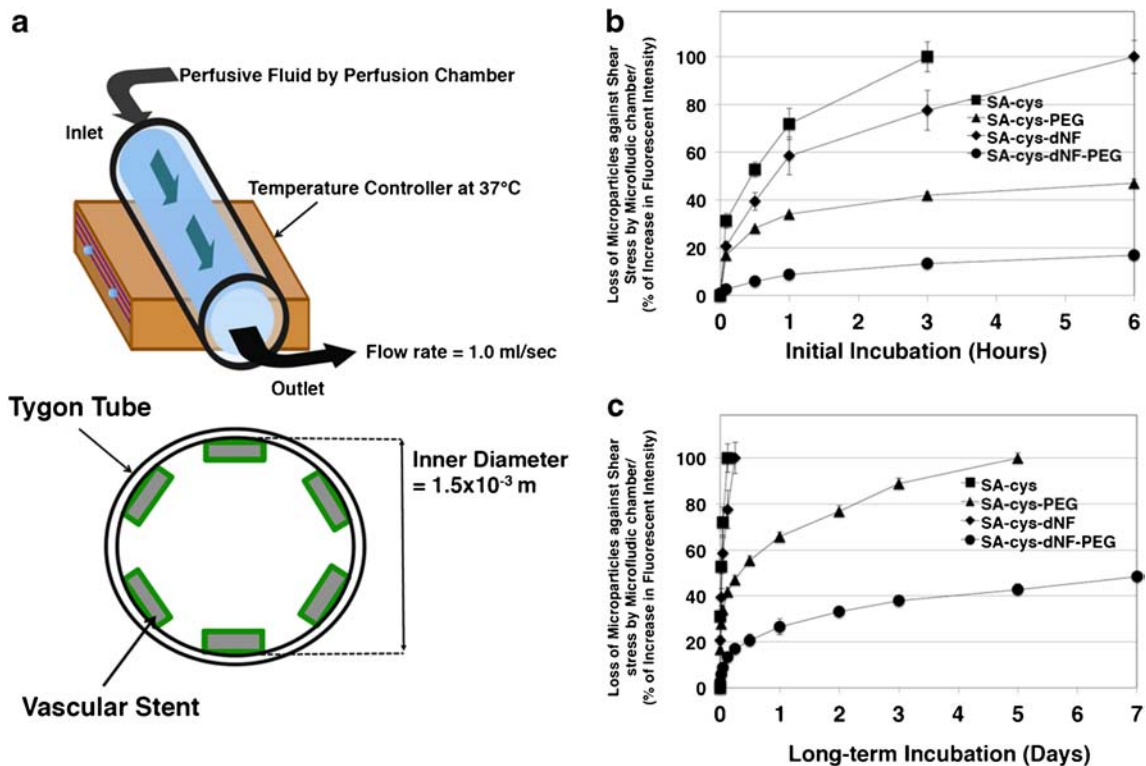 a
Perfusive Fluid by Perfusion Chamber
Inlet
Temperature Controller at 37°C
Flow rate = 1.0 ml/sec
Outlet
Tygon Tube
Inner Diameter
= 1.5x10⁻³ m
Vascular Stent
b
Loss of Microparticles against Shear
Stress by Microfludic chamber/
(% of Increase in Fluorescent Intensity)
100
80
60
40
20
0
SA-cys
SA-cys-PEG
SA-cys-dNF
SA-cys-dNF-PEG
0 1 2 3 4 5 6
Initial Incubation (Hours)
c
Loss of Microparticles against Shear
stress by Microfludic chamber/
(% of Increase in Fluorescent Intensity)
100
80
60
40
20
0
SA-cys
SA-cys-PEG
SA-cys-dNF
SA-cys-dNF-PEG
0 1 2 3 4 5 6 7
Long-term Incubation (Days)